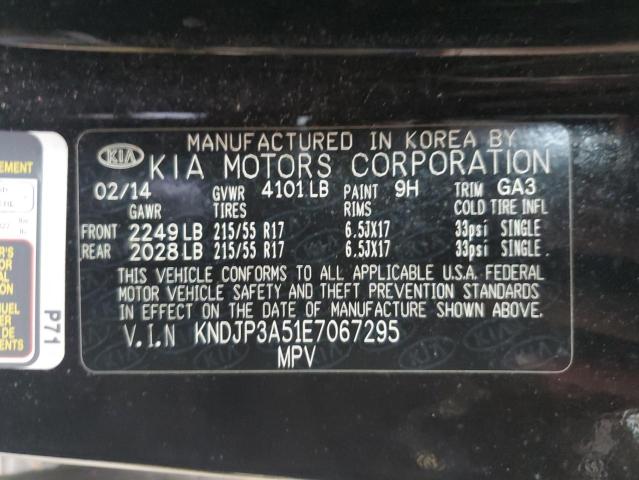 MANUFACTURED IN KOREA BY
KIA KIA MOTORS CORPORATION
02/14 GVWR 4101 LB PAINT 9H TRIM GA3
GAWR TIRES RIMS COLD TIRE INFL
FRONT 2249 LB 215/55 R17 6.5JX17 33psi SINGLE
REAR 2028 LB 215/55 R17 6.5JX17 33psi SINGLE
THIS VEHICLE CONFORMS TO ALL APPLICABLE U.S.A. FEDERAL
MOTOR VEHICLE SAFETY AND THEFT PREVENTION STANDARDS
IN EFFECT ON THE DATE OF MANUFACTURE SHOWN ABOVE.
V.I.N KNDJP3A51E7067295
MPV
P71